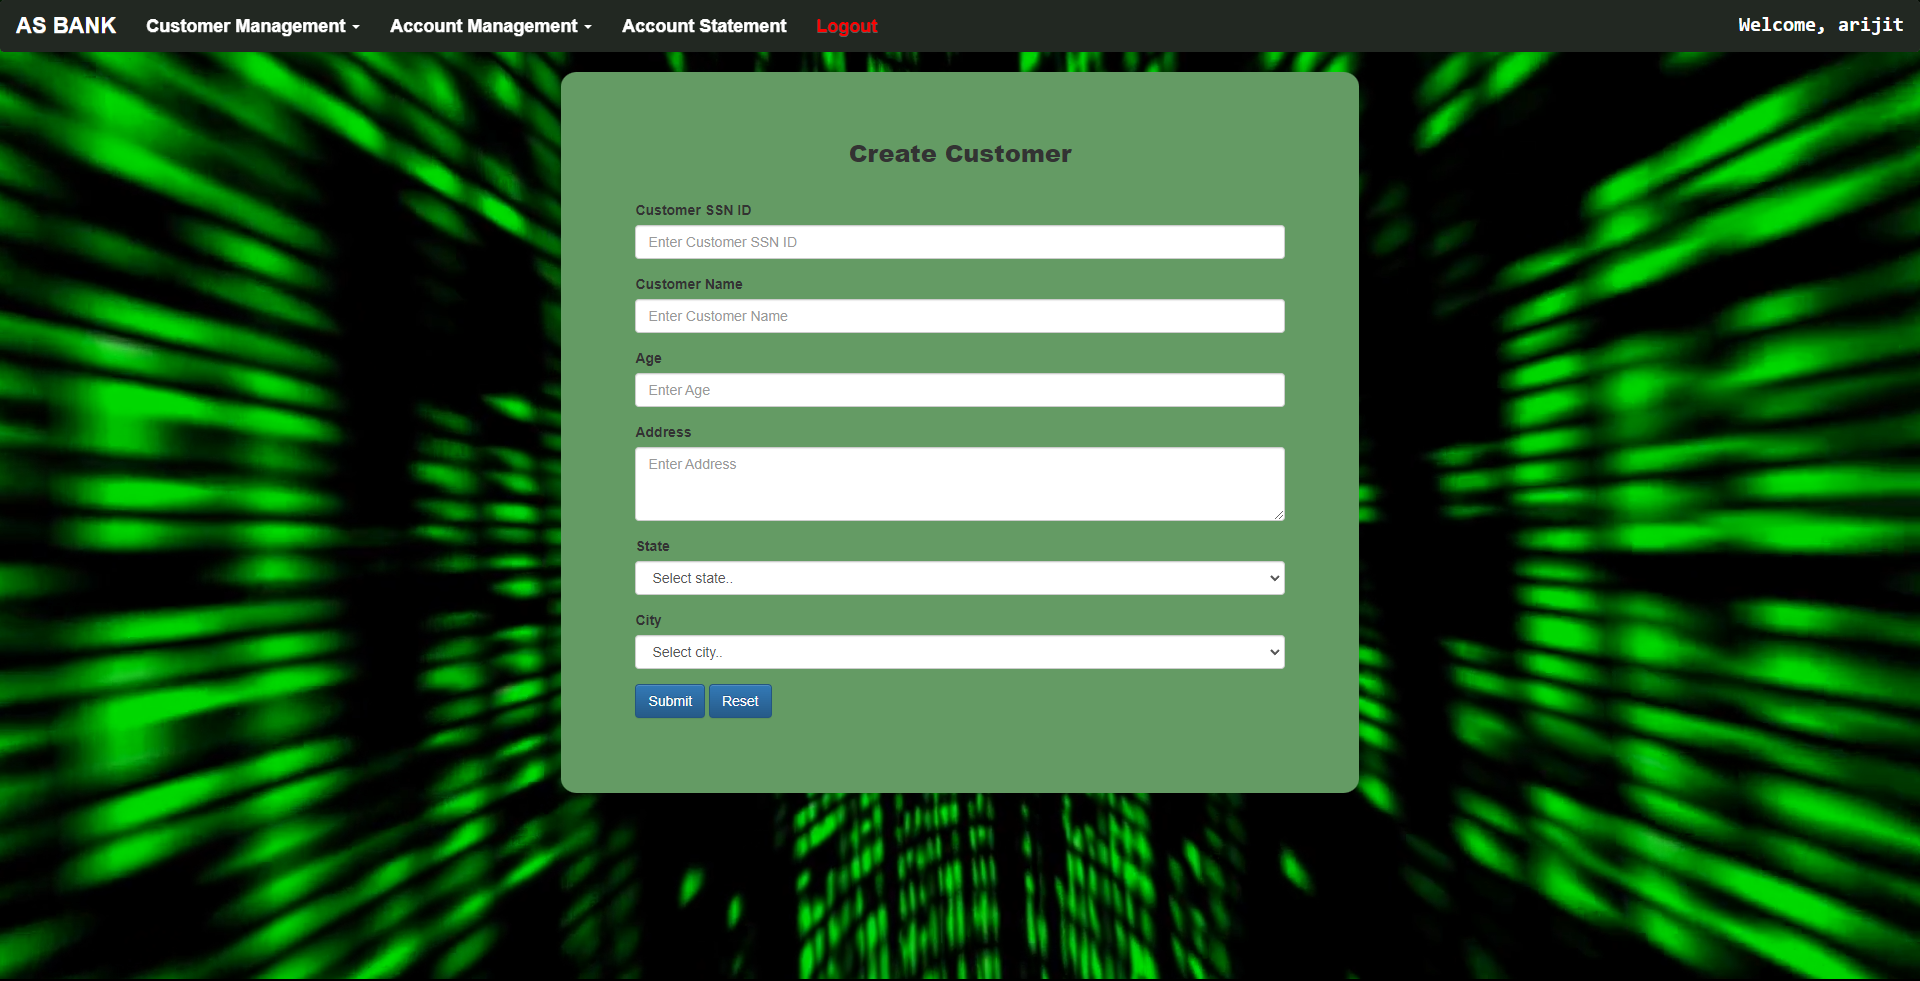 AS BANK Customer Management Account Management Account Statement Logout Welcome, arijit
Create Customer
Customer SSN ID
Enter Customer SSN ID
Customer Name
Enter Customer Name
Age
Enter Age
Address
Enter Address
State
Select state..
City
Select city..
Submit Reset